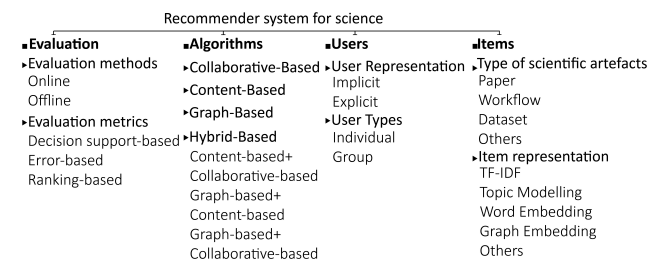 Recommender system for science
▪Evaluation
▸Evaluation methods
Online
Offline
▸Evaluation metrics
Decision support-based
Error-based
Ranking-based
▪Algorithms
▸Collaborative-Based
▸Content-Based
▸Graph-Based
▸Hybrid-Based
Content-based+
Collaborative-based
Graph-based+
Content-based
Graph-based+
Collaborative-based
▪Users
▸User Representation
Implicit
Explicit
▸User Types
Individual
Group
▪Items
▸Type of scientific artefacts
Paper
Workflow
Dataset
Others
▸Item representation
TF-IDF
Topic Modelling
Word Embedding
Graph Embedding
Others